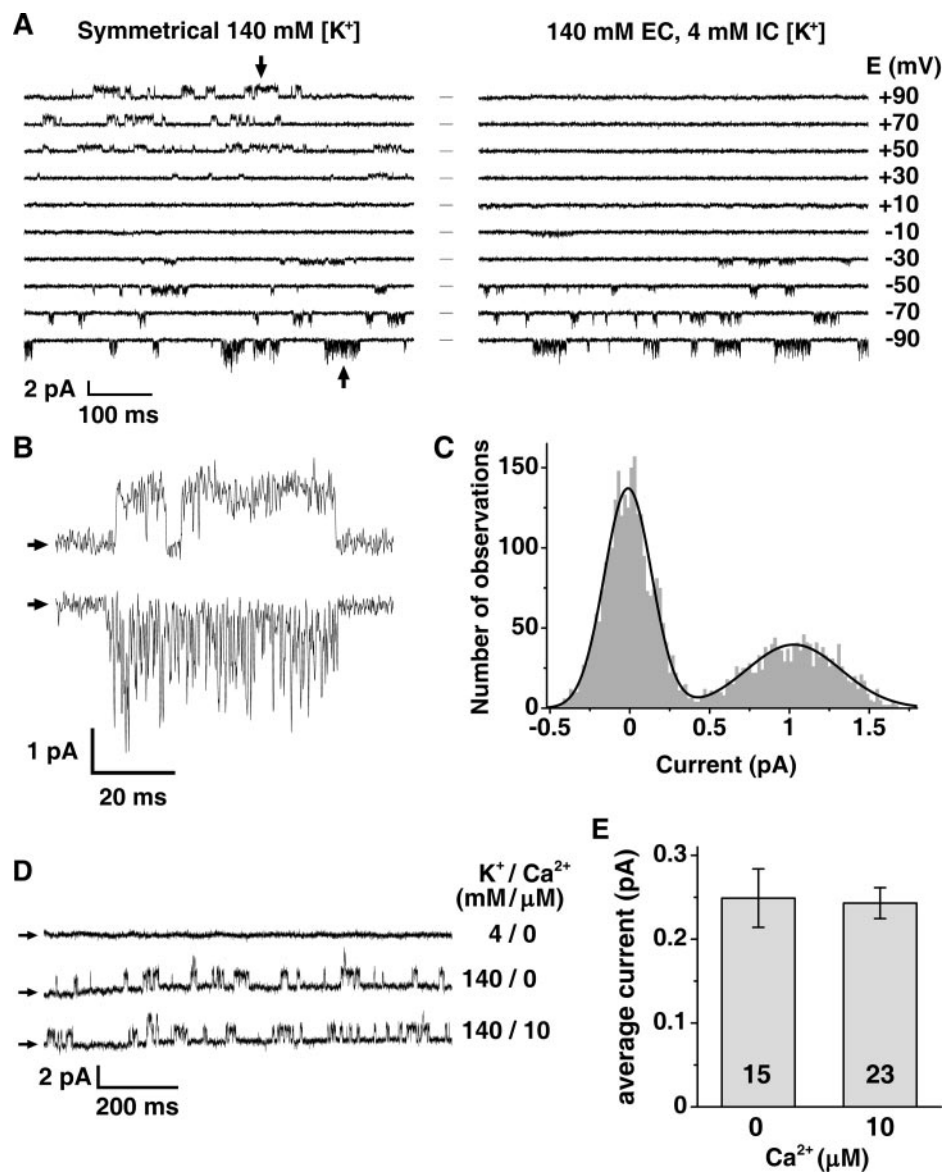 A
Symmetrical 140 mM [K⁺]
140 mM EC, 4 mM IC [K⁺]
E (mV)
+90
+70
+50
+30
+10
-10
-30
-50
-70
-90
2 pA
100 ms
B
1 pA
20 ms
C
Number of observations
150
100
50
0
-0.5 0 0.5 1 1.5
Current (pA)
D
K⁺/ Ca²⁺
(mM/μM)
4 / 0
140 / 0
140 / 10
2 pA
200 ms
E
average current (pA)
0.3
0.2
0.1
0
15 23
0 10
Ca²⁺(μM)